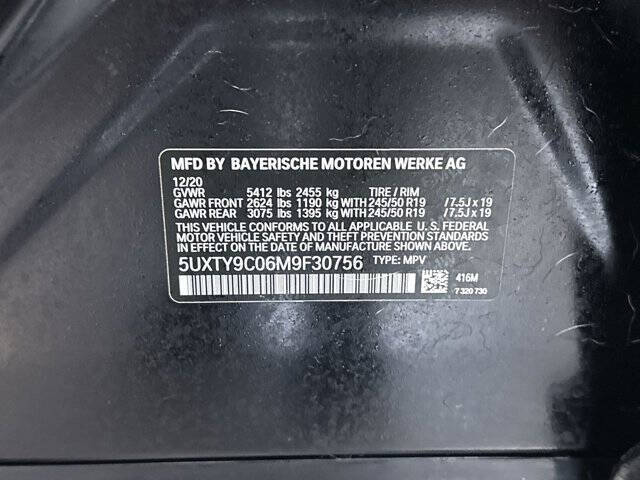 MFD BY BAYERISCHE MOTOREN WERKE AG
12/20
GVWR 5412 lbs 2455 kg TIRE / RIM
GAWR FRONT 2624 lbs 1190 kg WITH 245/50 R19 /7.5J x 19
GAWR REAR 3075 lbs 1395 kg WITH 245/50 R19 /7.5J x 19
THIS VEHICLE CONFORMS TO ALL APPLICABLE U. S. FEDERAL
MOTOR VEHICLE SAFETY, BUMPER, AND THEFT PREVENTION
STANDARDS IN EFFECT ON THE DATE OF MANUFACTURE SHOWN ABOVE.
5UXTY9C06M9F30756 TYPE: MPV
416M
7 320 730